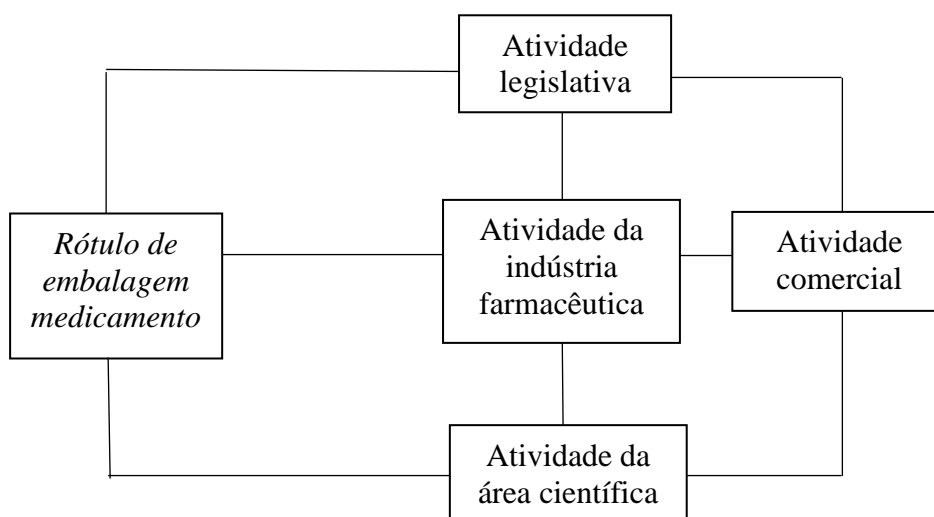 Atividade
legislativa
Rótulo de
embalagem
medicamento
Atividade da
indústria
farmacêutica
Atividade
comercial
Atividade da
área científica